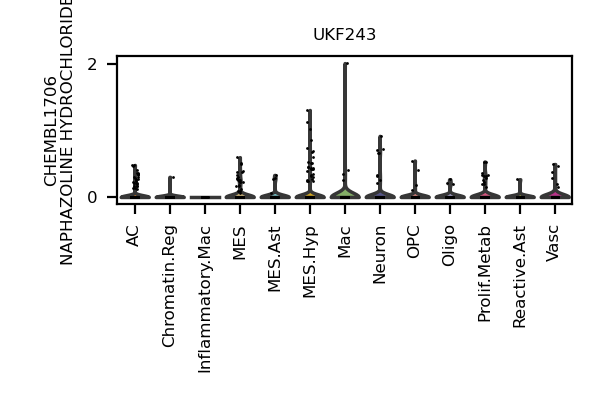 UKF243
CHEMBL1706
NAPHAZOLINE HYDROCHLORIDE
2
0
AC
Chromatin.Reg
Inflammatory.Mac
MES
MES.Ast
MES.Hyp
Mac
Neuron
OPC
Oligo
Prolif.Metab
Reactive.Ast
Vasc